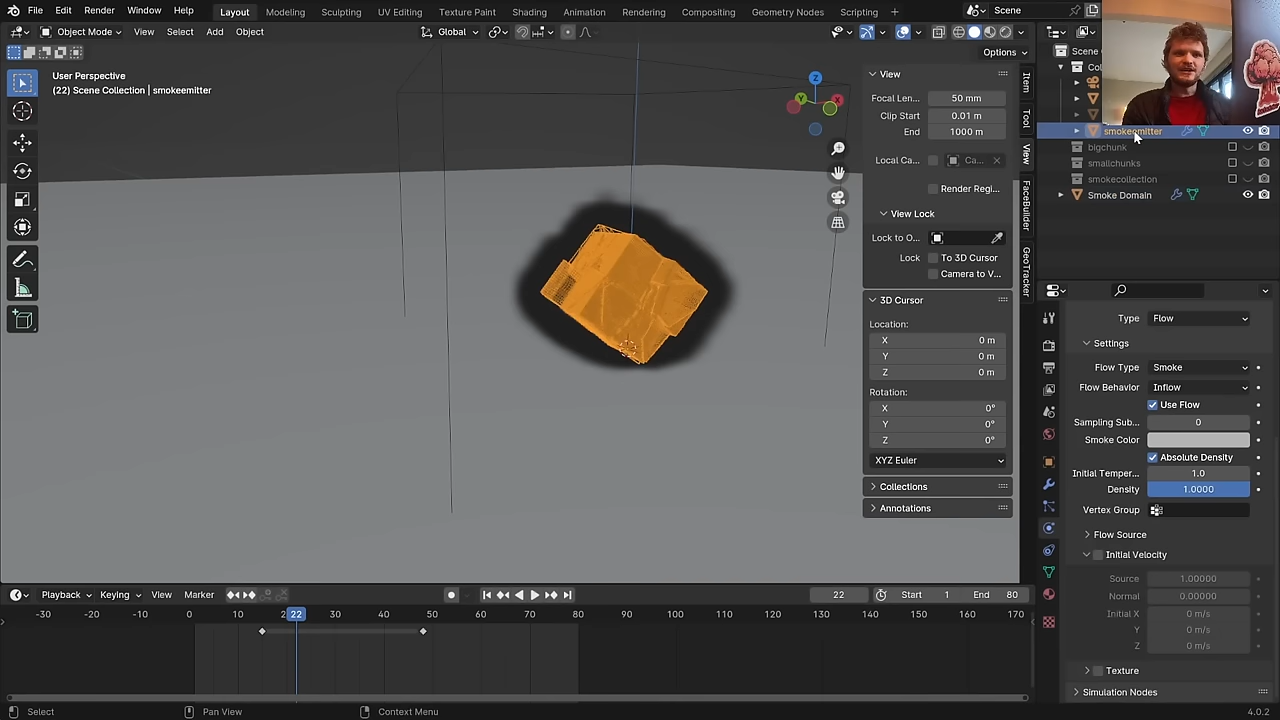 File Edit Render Window Help Layout Modeling Sculpting UV Editing Texture Paint Shading Animation Rendering Compositing Geometry Nodes Scripting + Scene
Object Mode View Select Add Object Global
Options
User Perspective
(22) Scene Collection | smokeemitter
View
Focal Len... 50 mm
Clip Start 0.01 m
End 1000 m
Local Ca... Ca...
Render Regi...
View Lock
Lock to O...
Lock To 3D Cursor
Camera to V...
3D Cursor
Location:
X 0 m
Y 0 m
Z 0 m
Rotation:
X 0°
Y 0°
Z 0°
XYZ Euler
Collections
Annotations
Item
Tool
View
FaceBuilder
GeoTracker
Z
Y
X
Scene
Col
smokeemitter
bigchunk
smallchunks
smokecollection
Smoke Domain
Type Flow
Settings
Flow Type Smoke
Flow Behavior Inflow
Use Flow
Sampling Sub... 0
Smoke Color
Absolute Density
Initial Temper... 1.0
Density 1.0000
Vertex Group
Flow Source
Initial Velocity
Source 1.00000
Normal 0.00000
Initial X 0 m/s
Y 0 m/s
Z 0 m/s
Texture
Simulation Nodes
Playback Keying View Marker 22 Start 1 End 80
-30 -20 -10 0 10 2 22 30 40 50 60 70 80 90 100 110 120 130 140 150 160 170
Select Pan View Context Menu 4.0.2